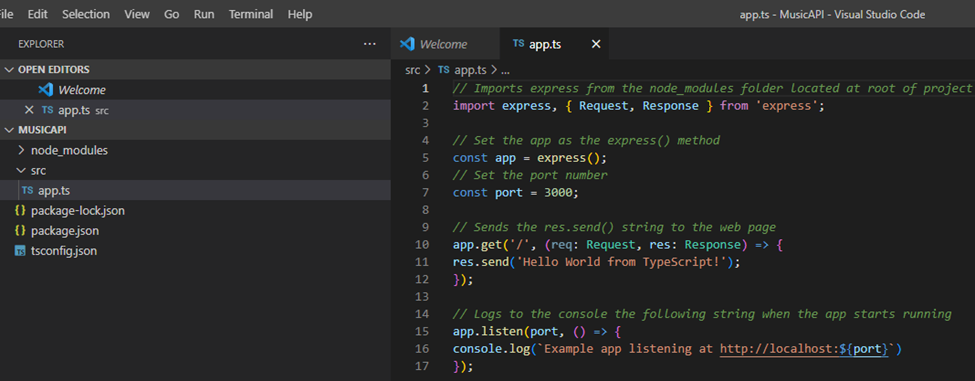 File Edit Selection View Go Run Terminal Help app.ts - MusicAPI - Visual Studio Code
EXPLORER ...
OPEN EDITORS
Welcome
TS app.ts src
MUSICAPI
node_modules
src
TS app.ts
{} package-lock.json
{} package.json
TS tsconfig.json
Welcome TS app.ts
src > TS app.ts > ...
1 // Imports express from the node_modules folder located at root of project
2 import express, { Request, Response } from 'express';
3
4 // Set the app as the express() method
5 const app = express();
6 // Set the port number
7 const port = 3000;
8
9 // Sends the res.send() string to the web page
10 app.get('/', (req: Request, res: Response) => {
11 res.send('Hello World from TypeScript!');
12 });
13
14 // Logs to the console the following string when the app starts running
15 app.listen(port, () => {
16 console.log(`Example app listening at http://localhost:${port}`)
17 });